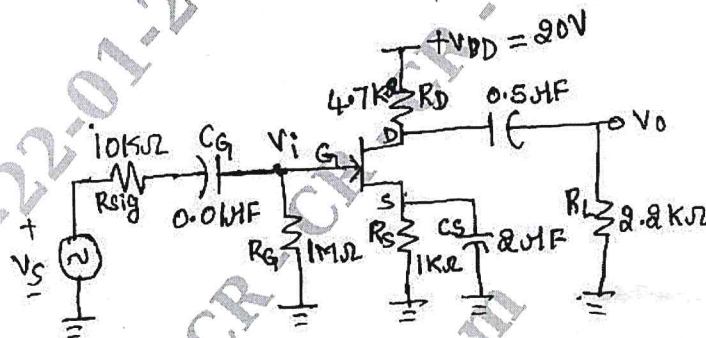 +VDD = 20V
4.7KΩ RD 0.5μF
D
10KΩ CG Vi G Vo
Rsig 0.01μF
S
+ Vs
RG 1MΩ
RS 1KΩ
CS 2μF
RL 2.2KΩ